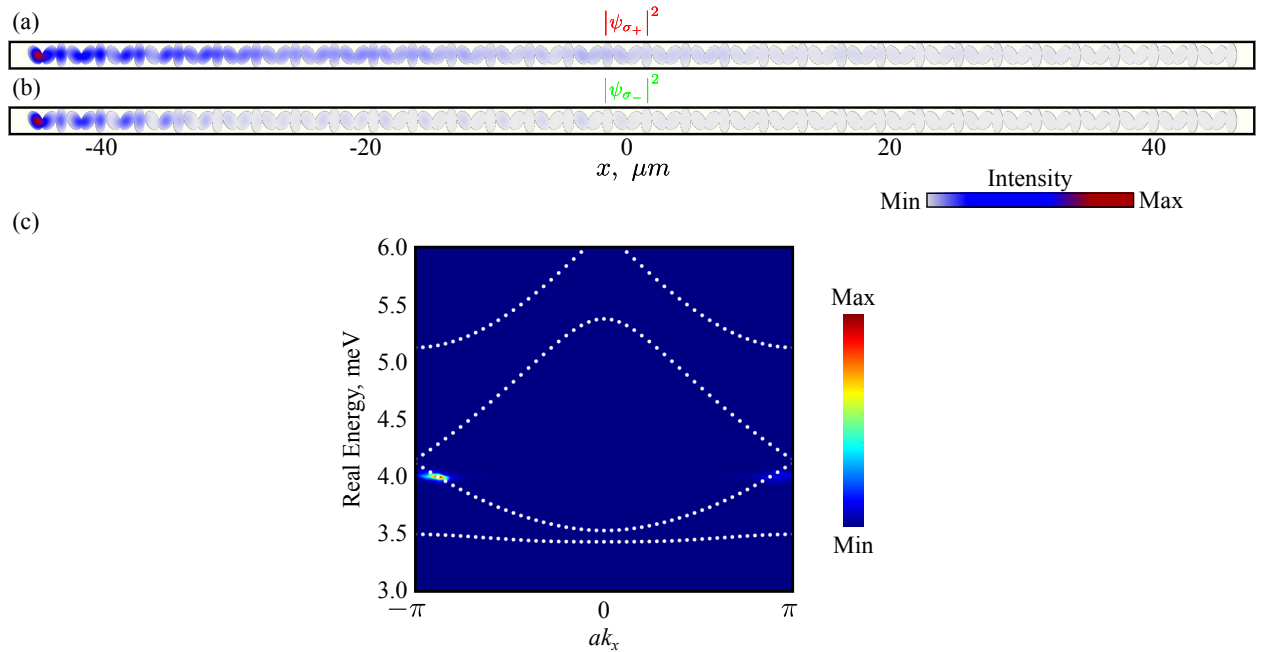 (a)
|ψσ+|²
(b)
|ψσ−|²
-40 -20 0 20 40
x, μm
Intensity
Min Max
(c)
6.0
5.5
5.0
4.5
4.0
3.5
3.0
Real Energy, meV
−π 0 π
akx
Max
Min